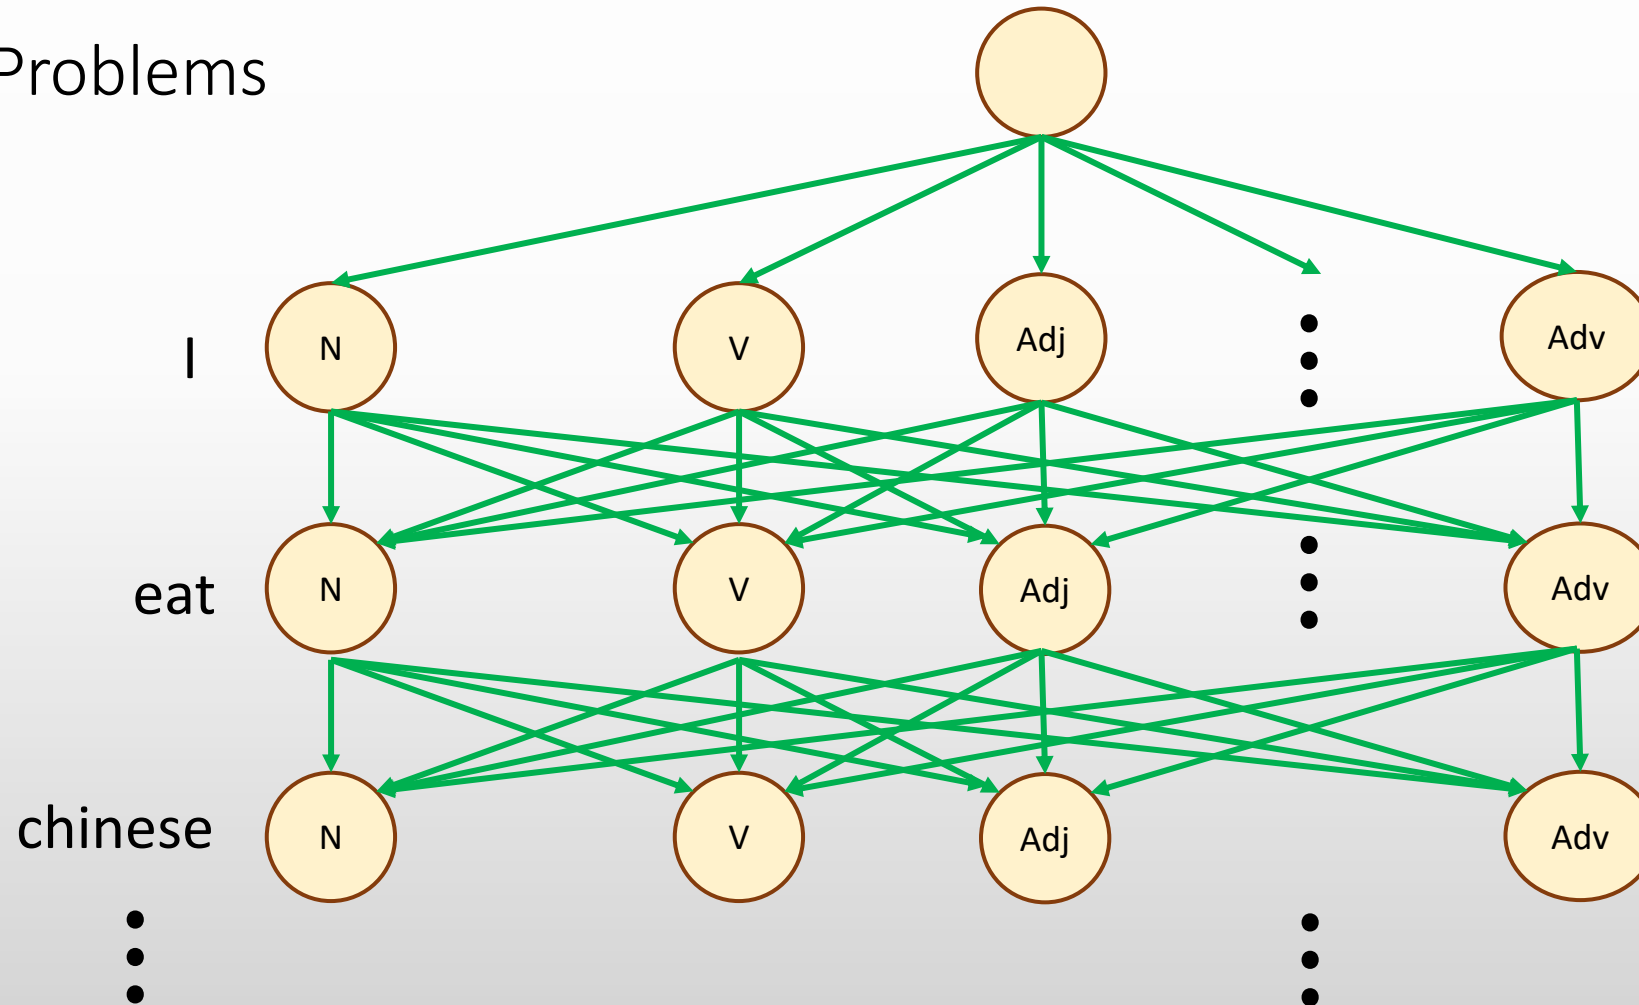 Problems
I N V Adj Adv
eat N V Adj Adv
chinese N V Adj Adv